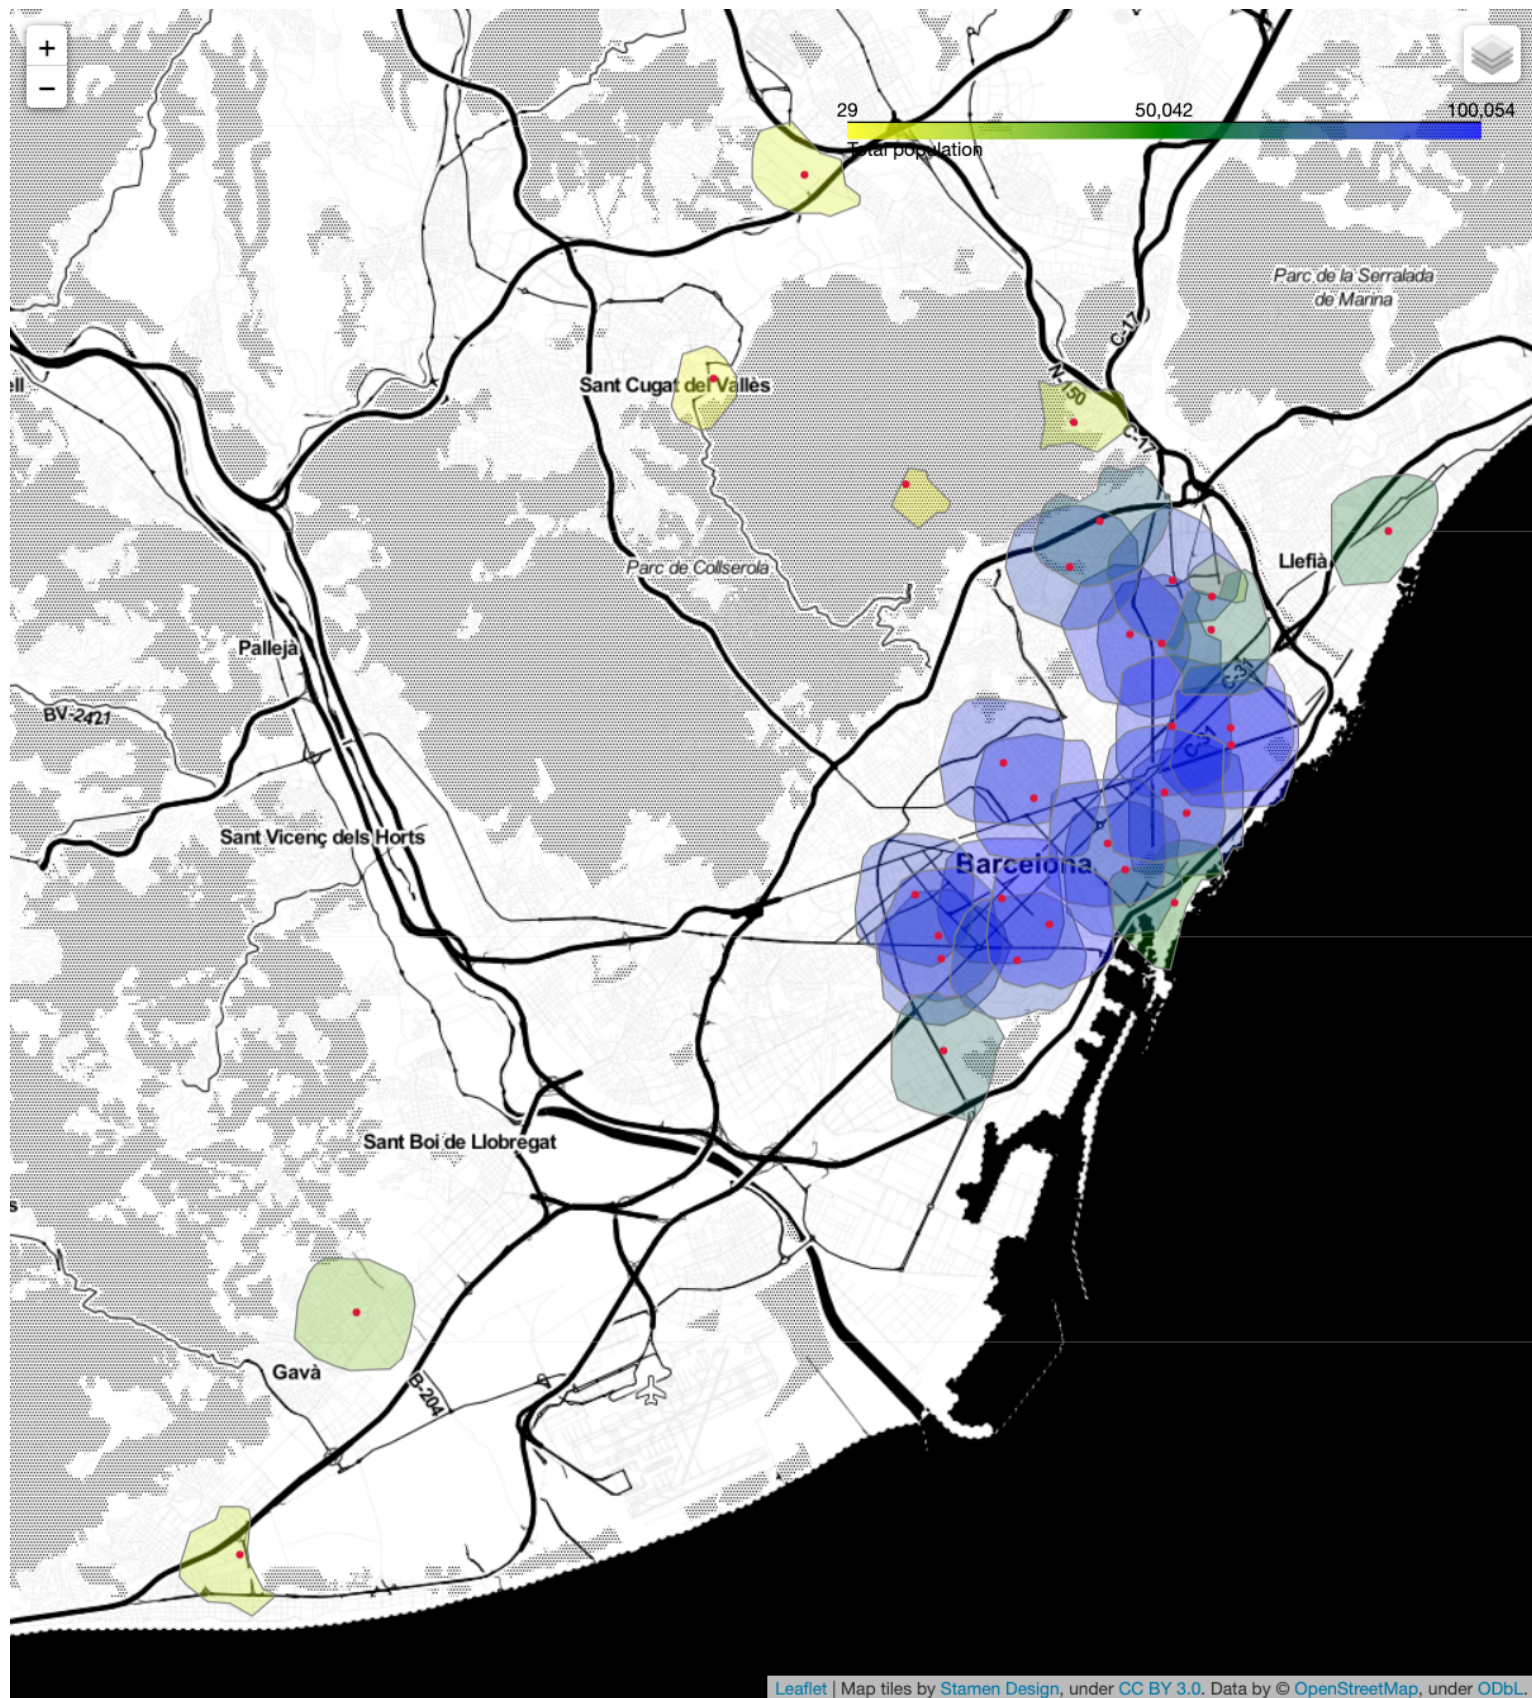 +
−
29 50,042 100,054
Total population
Parc de la Serralada
de Marina
C-17
N-150
C-17
ell
Sant Cugat del Vallès
Parc de Collserola
Llefià
Pallejà
C-31
BV-2421
C-31
Sant Vicenç dels Horts
Barcelona
Sant Boi de Llobregat
s
Gavà
B-204
Leaflet | Map tiles by Stamen Design, under CC BY 3.0. Data by © OpenStreetMap, under ODbL.